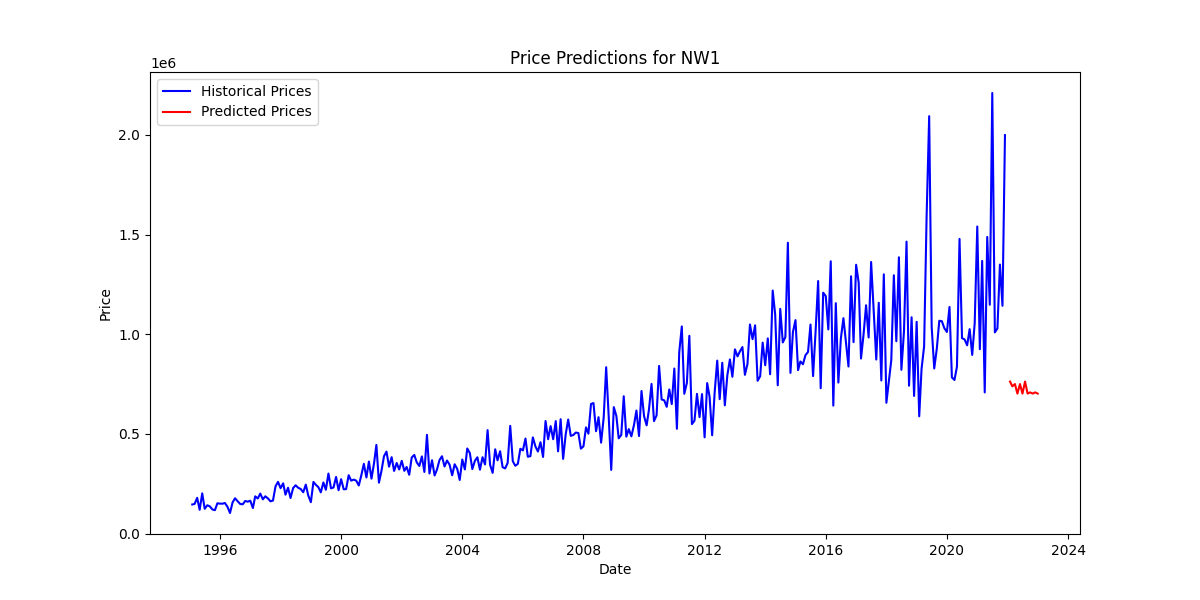 Price Predictions for NW1
1e6
Historical Prices
Predicted Prices
2.0
1.5
1.0
0.5
0.0
Price
1996 2000 2004 2008 2012 2016 2020 2024
Date